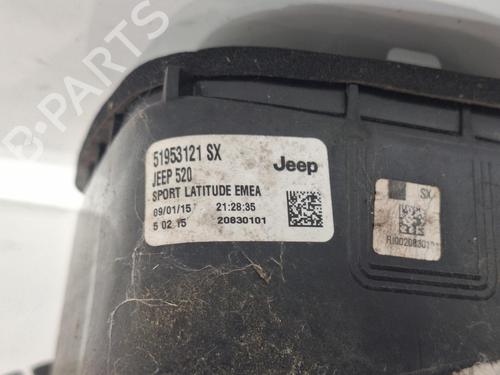 51953121 SX
JEEP 520
Jeep
SPORT LATITUDE EMEA
09/01/15 21:28:35
5 02 15 20830101
SX
PARTS